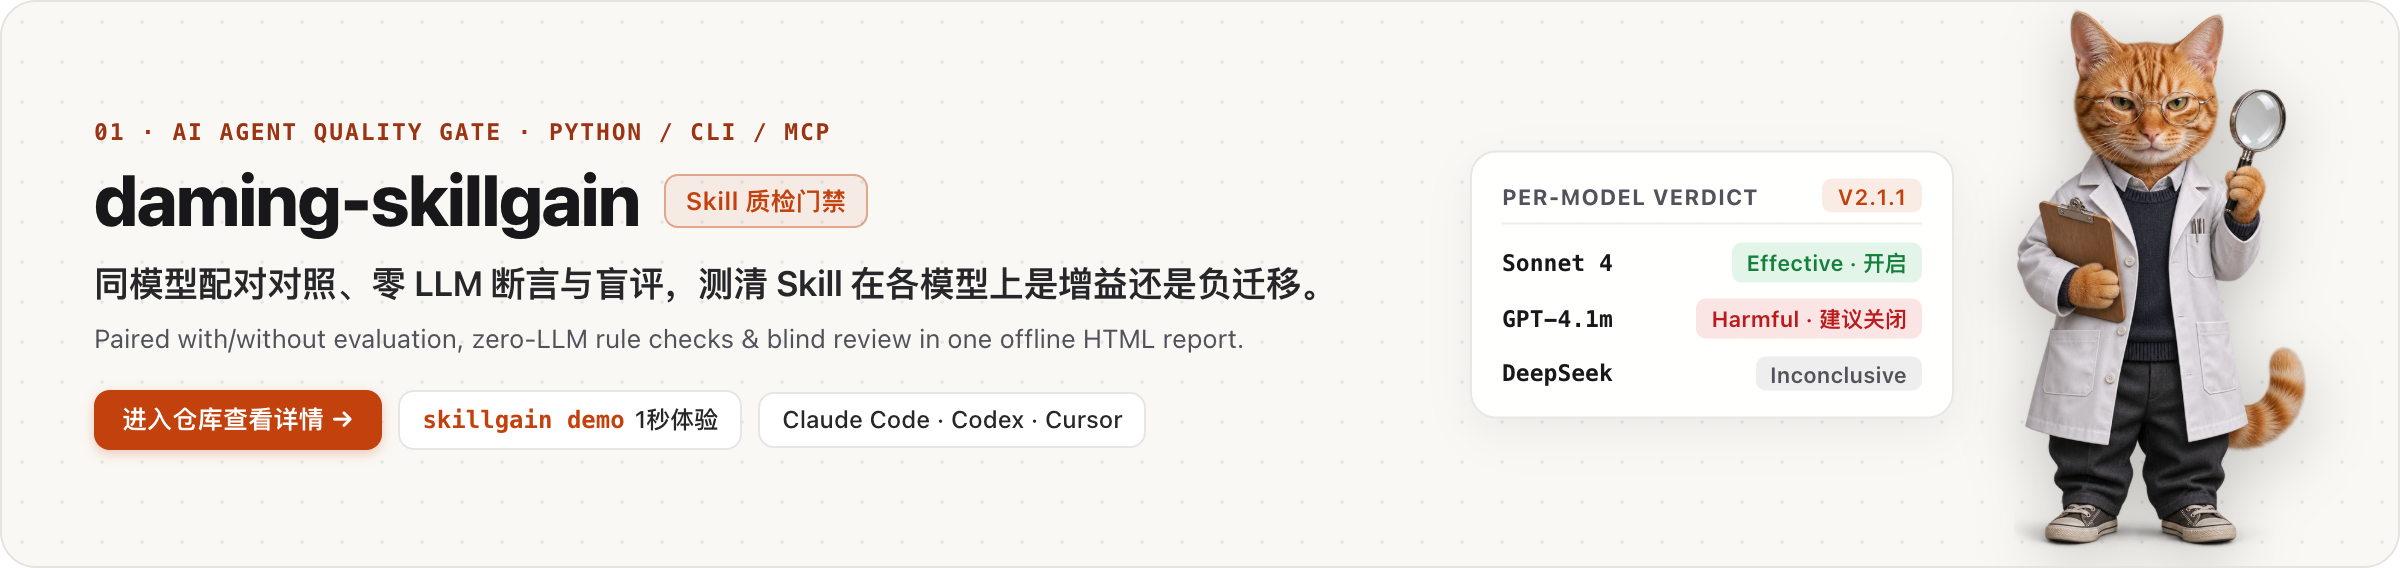 01 · AI AGENT QUALITY GATE · PYTHON / CLI / MCP
daming-skillgain Skill 质检门禁
同模型配对对照、零 LLM 断言与盲评，测清 Skill 在各模型上是增益还是负迁移。
Paired with/without evaluation, zero-LLM rule checks & blind review in one offline HTML report.
进入仓库查看详情 → skillgain demo 1秒体验 Claude Code · Codex · Cursor
PER-MODEL VERDICT V2.1.1
Sonnet 4 Effective · 开启
GPT-4.1m Harmful · 建议关闭
DeepSeek Inconclusive